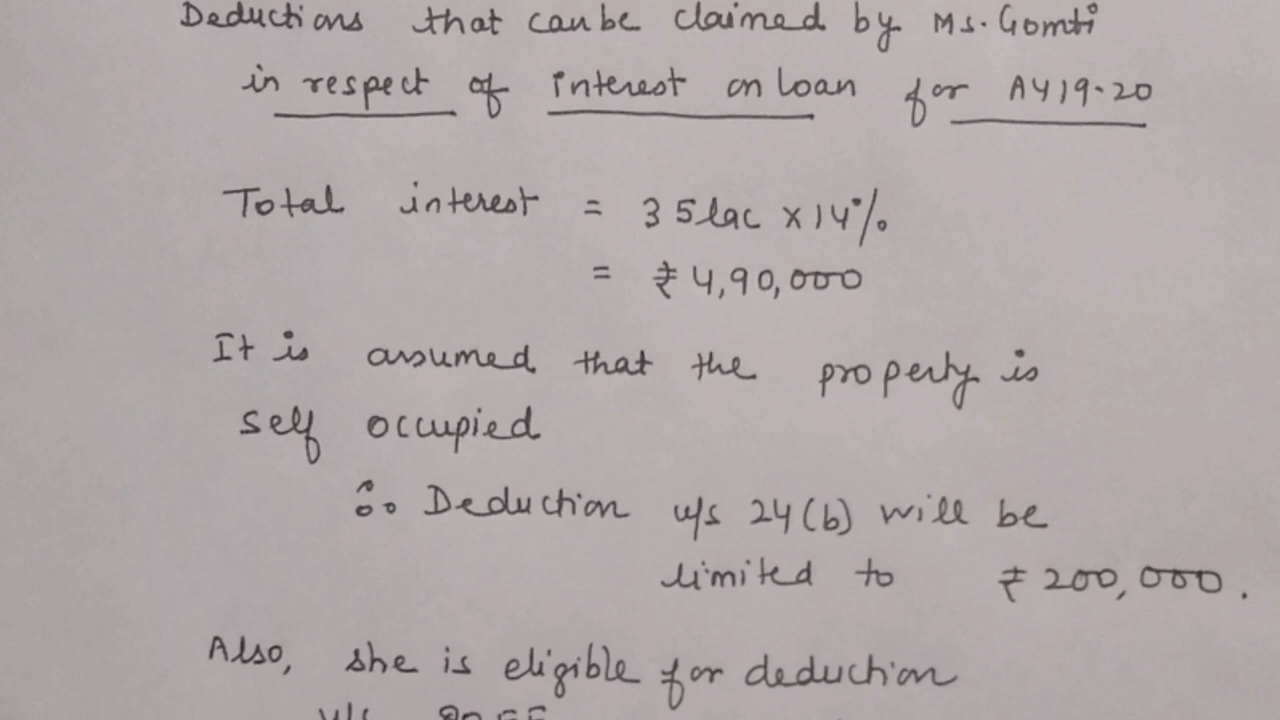 Deductions that can be claimed by Ms. Gomti
in respect of interest on loan for AY19-20
Total interest = 35 lac x 14%
= ₹ 4,90,000
It is assumed that the property is
self occupied
∴ Deduction u/s 24(b) will be
limited to ₹ 200,000.
Also, she is eligible for deduction
u/s 80EE